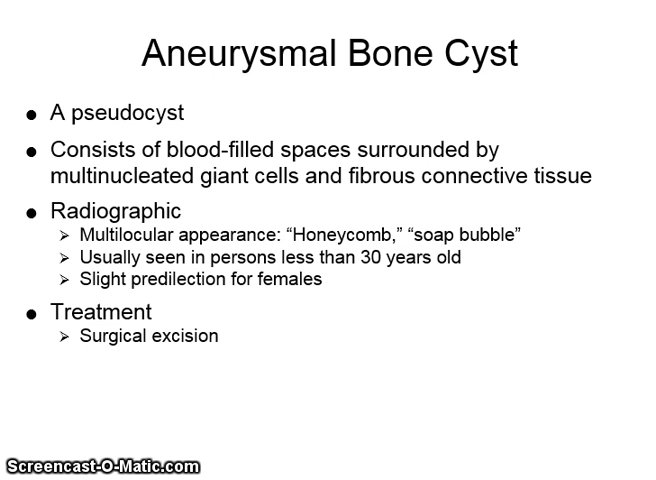 Aneurysmal Bone Cyst
● A pseudocyst
● Consists of blood-filled spaces surrounded by
multinucleated giant cells and fibrous connective tissue
● Radiographic
➢ Multilocular appearance: “Honeycomb,” “soap bubble”
➢ Usually seen in persons less than 30 years old
➢ Slight predilection for females
● Treatment
➢ Surgical excision
Screencast-O-Matic.com